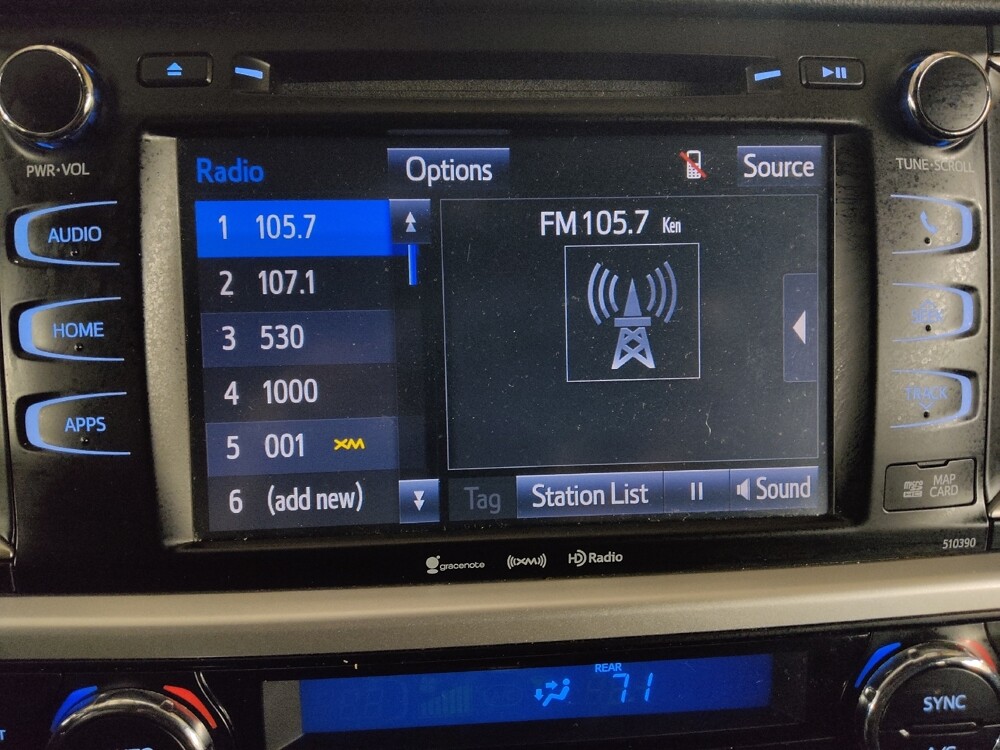 PWR•VOL
TUNE•SCROLL
AUDIO
HOME
APPS
TRACK
Radio
Options
Source
1 105.7
2 107.1
3 530
4 1000
5 001 XM
6 (add new)
FM 105.7 Ken
Tag
Station List
Sound
MAP
CARD
510390
gracenote
((XM))
HD Radio
REAR
71
SYNC